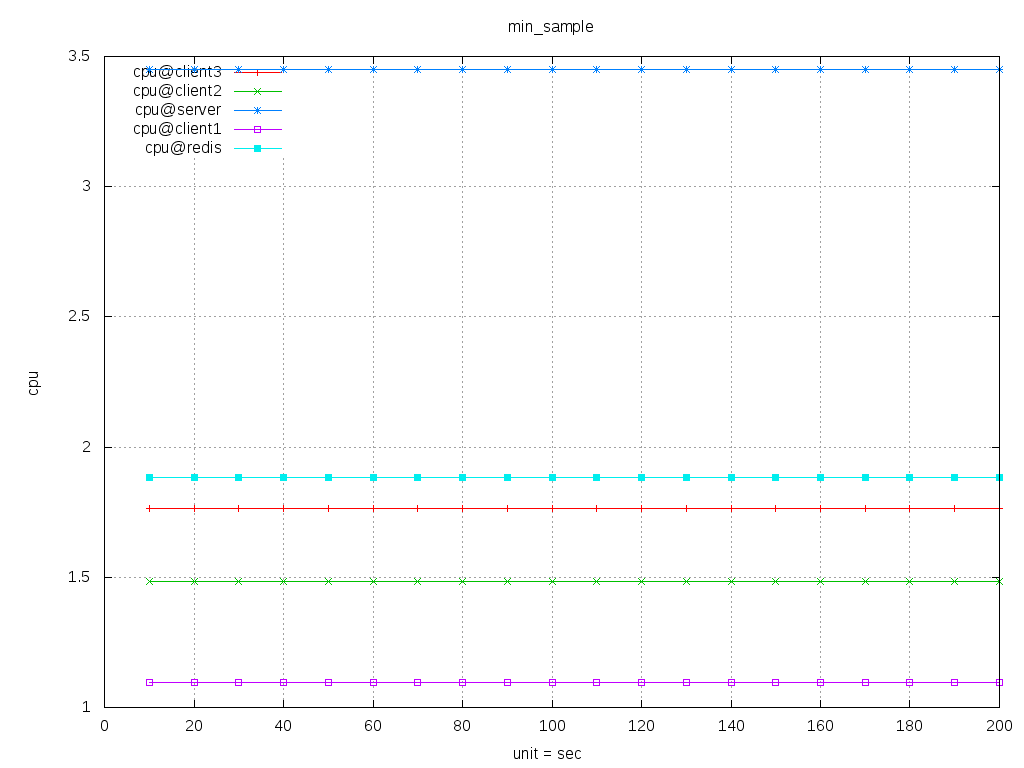 min_sample
3.5
cpu@client3
cpu@client2
cpu@server
cpu@client1
cpu@redis
3
2.5
cpu
2
1.5
1
0 20 40 60 80 100 120 140 160 180 200
unit = sec